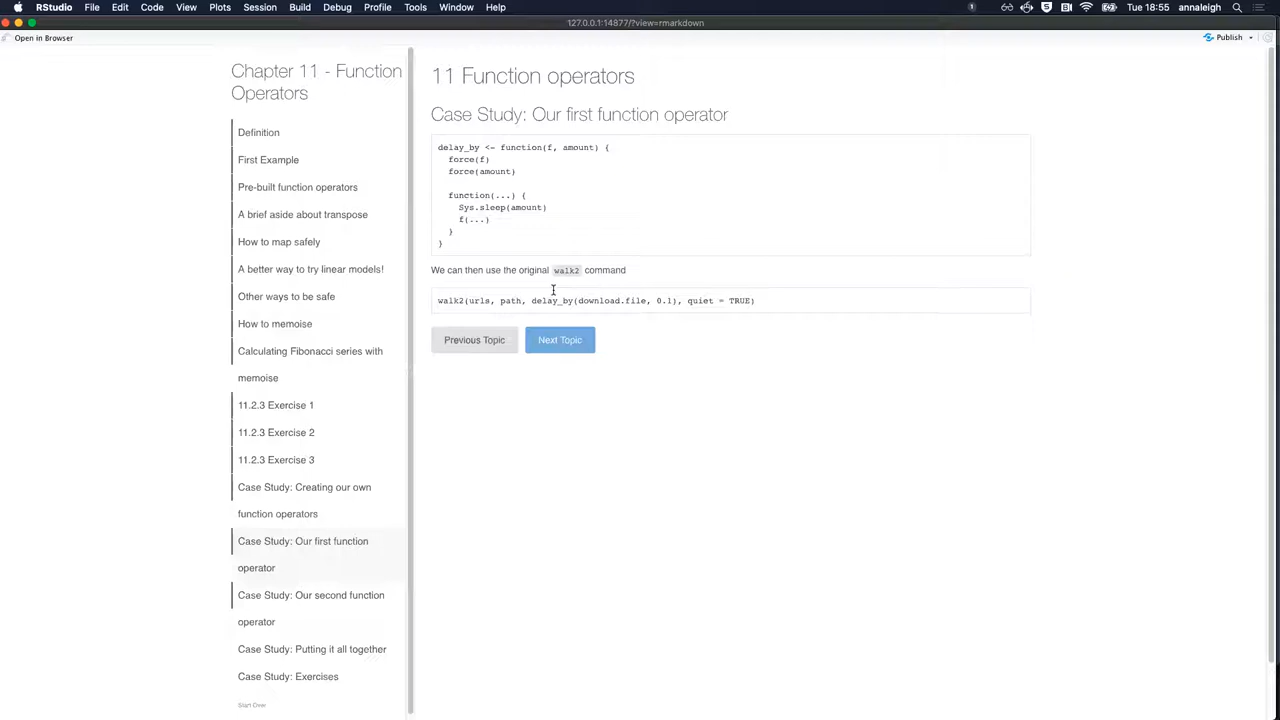 RStudio File Edit Code View Plots Session Build Debug Profile Tools Window Help Tue 18:55 annaleigh
127.0.0.1:14877/?view=rmarkdown
Open in Browser Publish
Chapter 11 - Function
Operators
Definition
First Example
Pre-built function operators
A brief aside about transpose
How to map safely
A better way to try linear models!
Other ways to be safe
How to memoise
Calculating Fibonacci series with
memoise
11.2.3 Exercise 1
11.2.3 Exercise 2
11.2.3 Exercise 3
Case Study: Creating our own
function operators
Case Study: Our first function
operator
Case Study: Our second function
operator
Case Study: Putting it all together
Case Study: Exercises
Start Over
11 Function operators
Case Study: Our first function operator
delay_by <- function(f, amount) {
  force(f)
  force(amount)
  function(...) {
    Sys.sleep(amount)
    f(...)
  }
}
We can then use the original walk2 command
walk2(urls, path, delay_by(download.file, 0.1), quiet = TRUE)
Previous Topic Next Topic